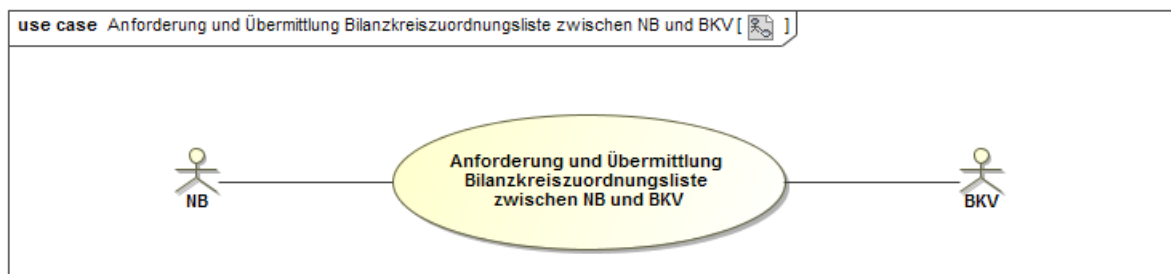 use case Anforderung und Übermittlung Bilanzkreiszuordnungsliste zwischen NB und BKV [ ]
Anforderung und Übermittlung
Bilanzkreiszuordnungsliste
zwischen NB und BKV
NB
BKV